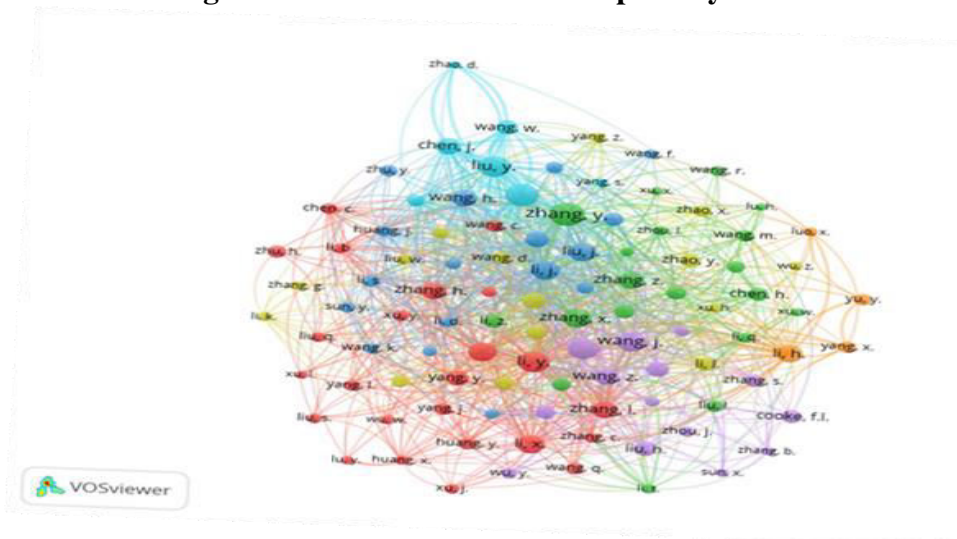 zhao, d.
wang, w.
yang, z.
chen, j.
wang, f.
liu, y.
zhu, y.
wang, r.
yang, s.
xu, x.
wang, h.
chen, c.
zhang, y.
zhao, x.
lu, h.
huang, j.
wang, c.
zhou, l.
wang, m.
luo, x.
zhu, h.
li, b.
liu, w.
wang, d.
liu, j.
zhao, y.
wu, z.
li, s.
li, j.
zhang, z.
zhang, g.
zhang, h.
chen, h.
yu, y.
sun, y.
xu, y.
li, z.
zhang, x.
xu, h.
xu, w.
li, k.
liu, q.
wang, k.
wang, j.
li, q.
yang, x.
li, y.
li, h.
yang, l.
yang, y.
wang, z.
li, l.
zhang, s.
liu, s.
wu, w.
yang, j.
zhang, l.
cooke, f.l.
huang, y.
li, x.
zhang, c.
zhou, j.
liu, h.
zhang, b.
huang, x.
wu, y.
wang, q.
sun, x.
xu, j.
VOSviewer